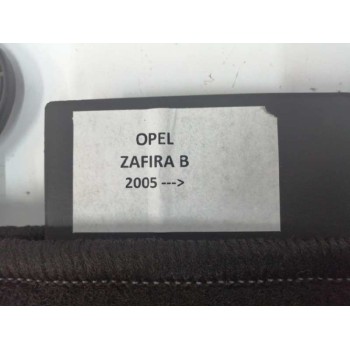 OPEL
ZAFIRA B
2005 --->